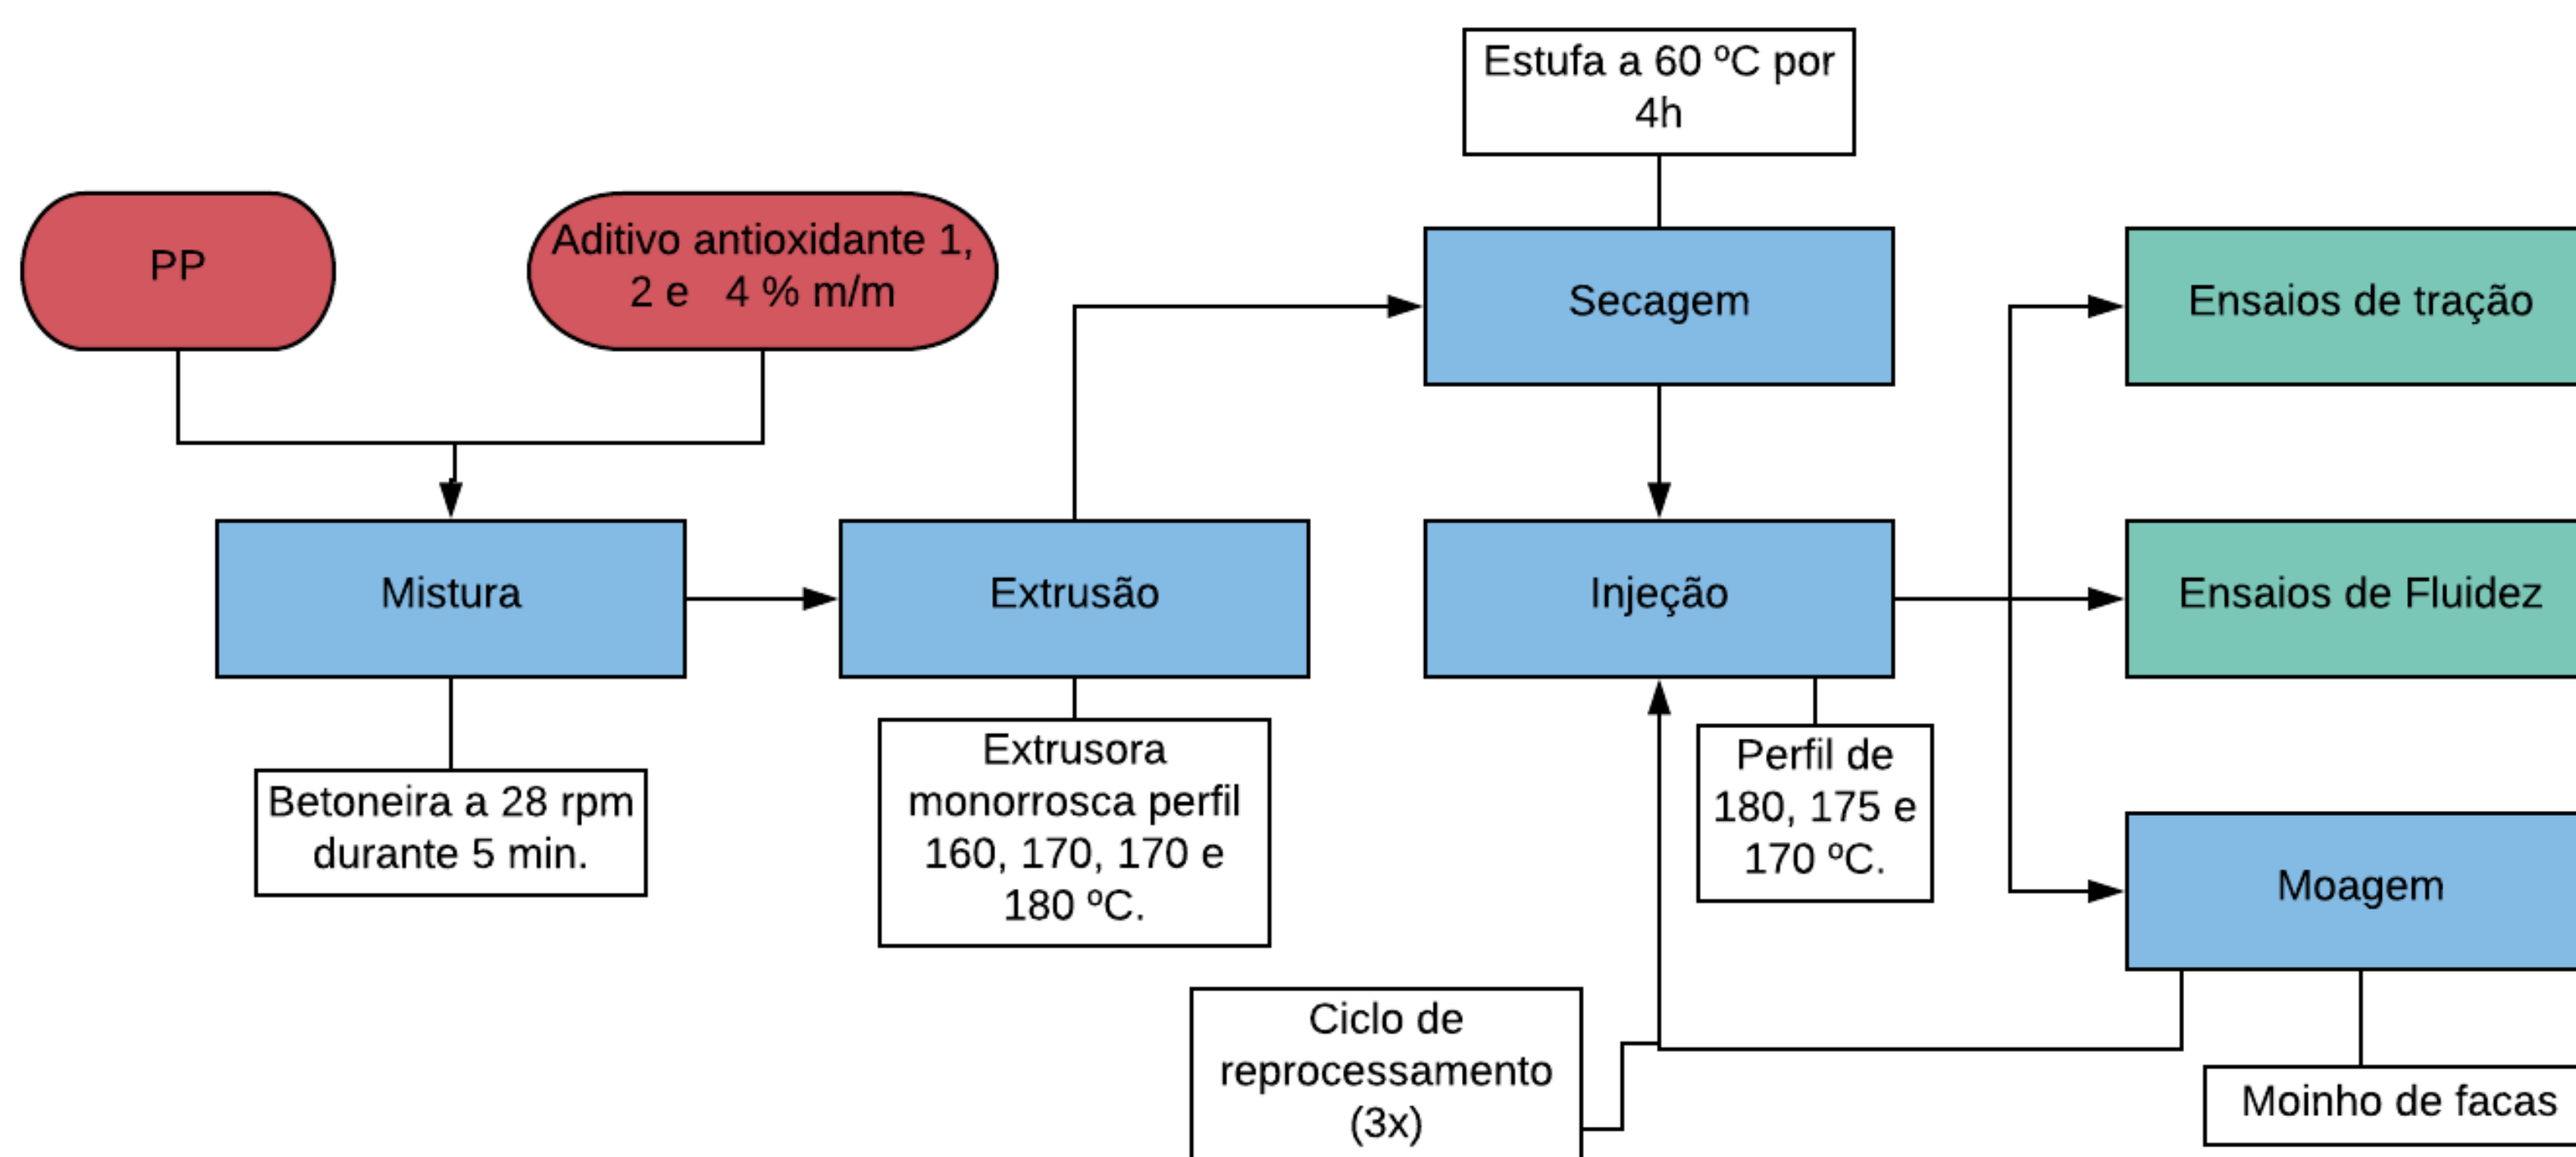 Estufa a 60 ºC por
4h
PP
Aditivo antioxidante 1,
2 e   4 % m/m
Secagem
Ensaios de tração
Mistura
Extrusão
Injeção
Ensaios de Fluidez
Betoneira a 28 rpm
durante 5 min.
Extrusora
monorrosca perfil
160, 170, 170 e
180 ºC.
Perfil de
180, 175 e
170 ºC.
Moagem
Ciclo de
reprocessamento
(3x)
Moinho de facas